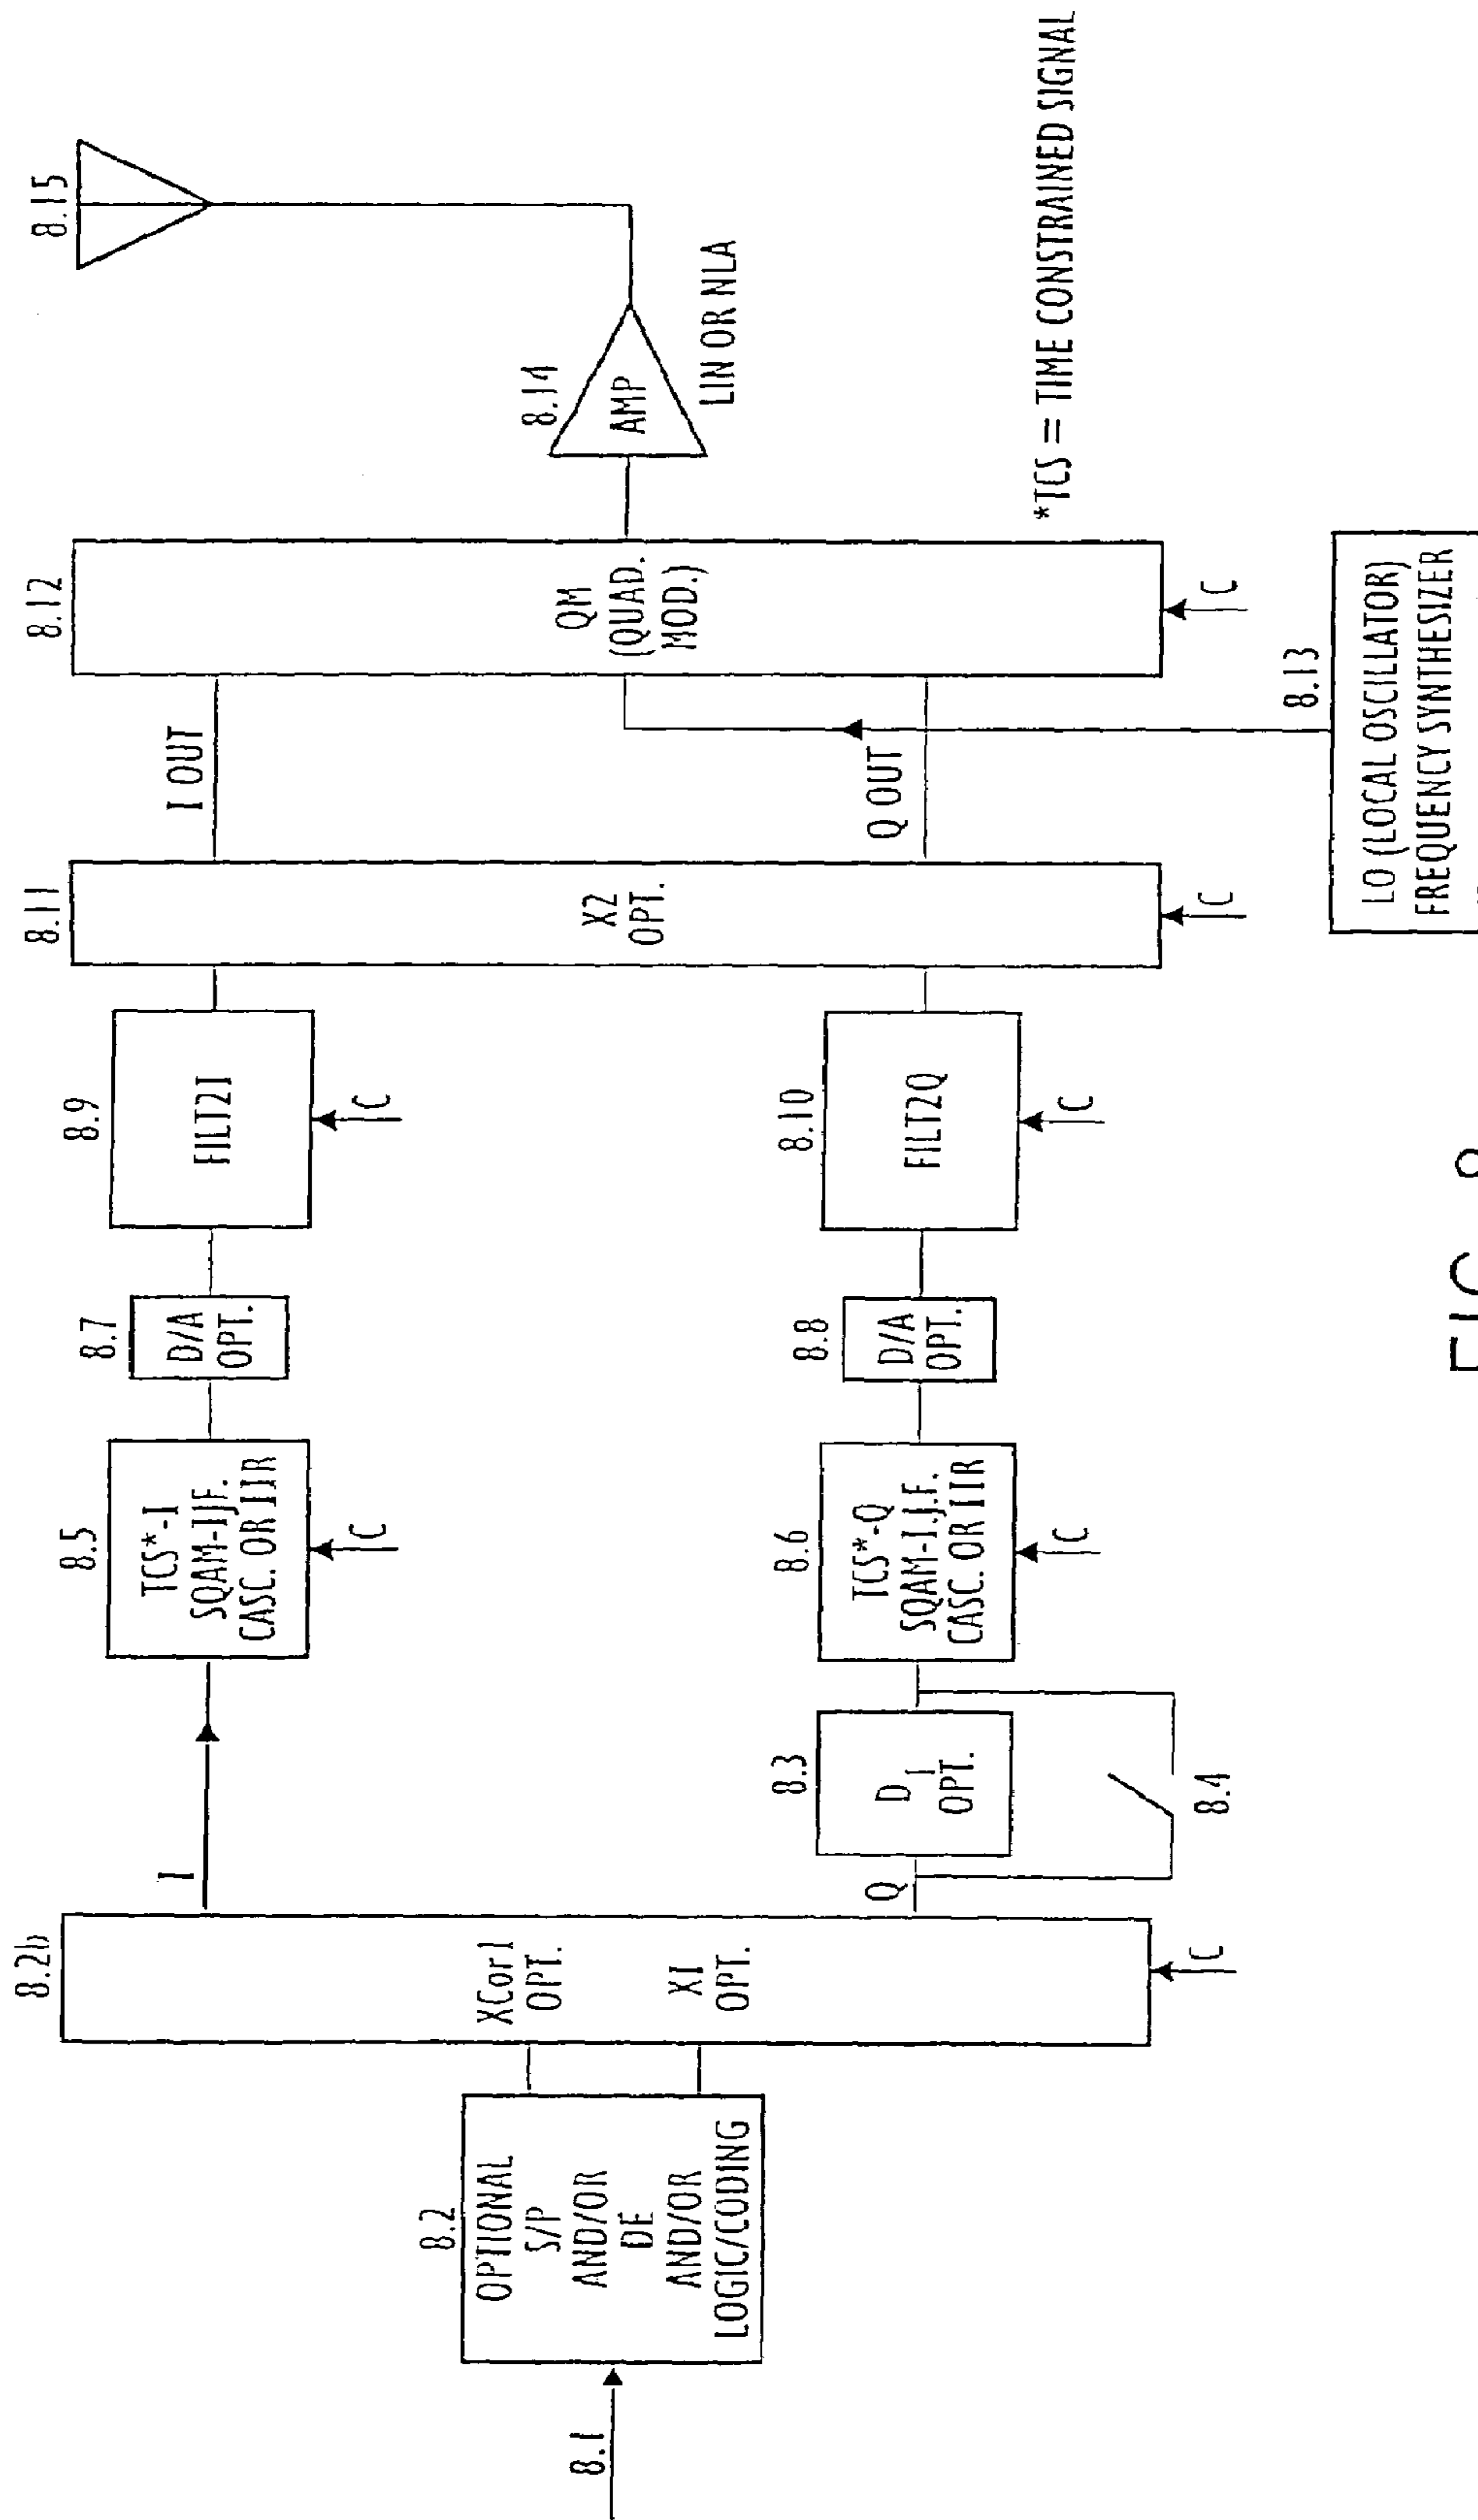 8.1
8.2
OPTIONAL
S/P
AND/OR
DE
AND/OR
LOGIC/CODING
8.2b
XCor1
OPT.
X1
OPT.
C
I
Q
8.3
D1
OPT.
8.4
8.5
TCS*-I
SQAM-IJF.
CASC. OR IIR
C
8.6
TCS*-Q
SQAM-I.J.F.
CASC. OR IIR
C
8.7
D/A
OPT.
8.8
D/A
OPT.
8.9
FILT2I
C
8.10
FILT2Q
C
8.11
X2
OPT.
C
I OUT
Q OUT
8.12
QM
(QUAD.
MOD.)
C
8.13
LO (LOCAL OSCILLATOR)
FREQUENCY SYNTHESIZER
8.14
AMP
LIN OR NLA
8.15
*TCS = TIME CONSTRAINED SIGNAL